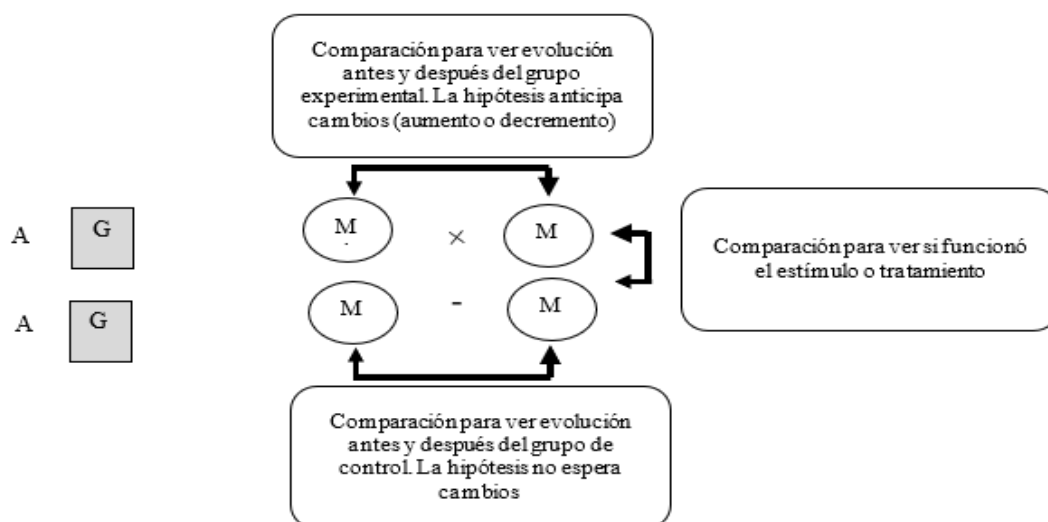 Comparación para ver evolución
antes y después del grupo
experimental. La hipótesis anticipa
cambios (aumento o decremento)
A G M × M
Comparación para ver si funcionó
el estímulo o tratamiento
A G M - M
Comparación para ver evolución
antes y después del grupo de
control. La hipótesis no espera
cambios